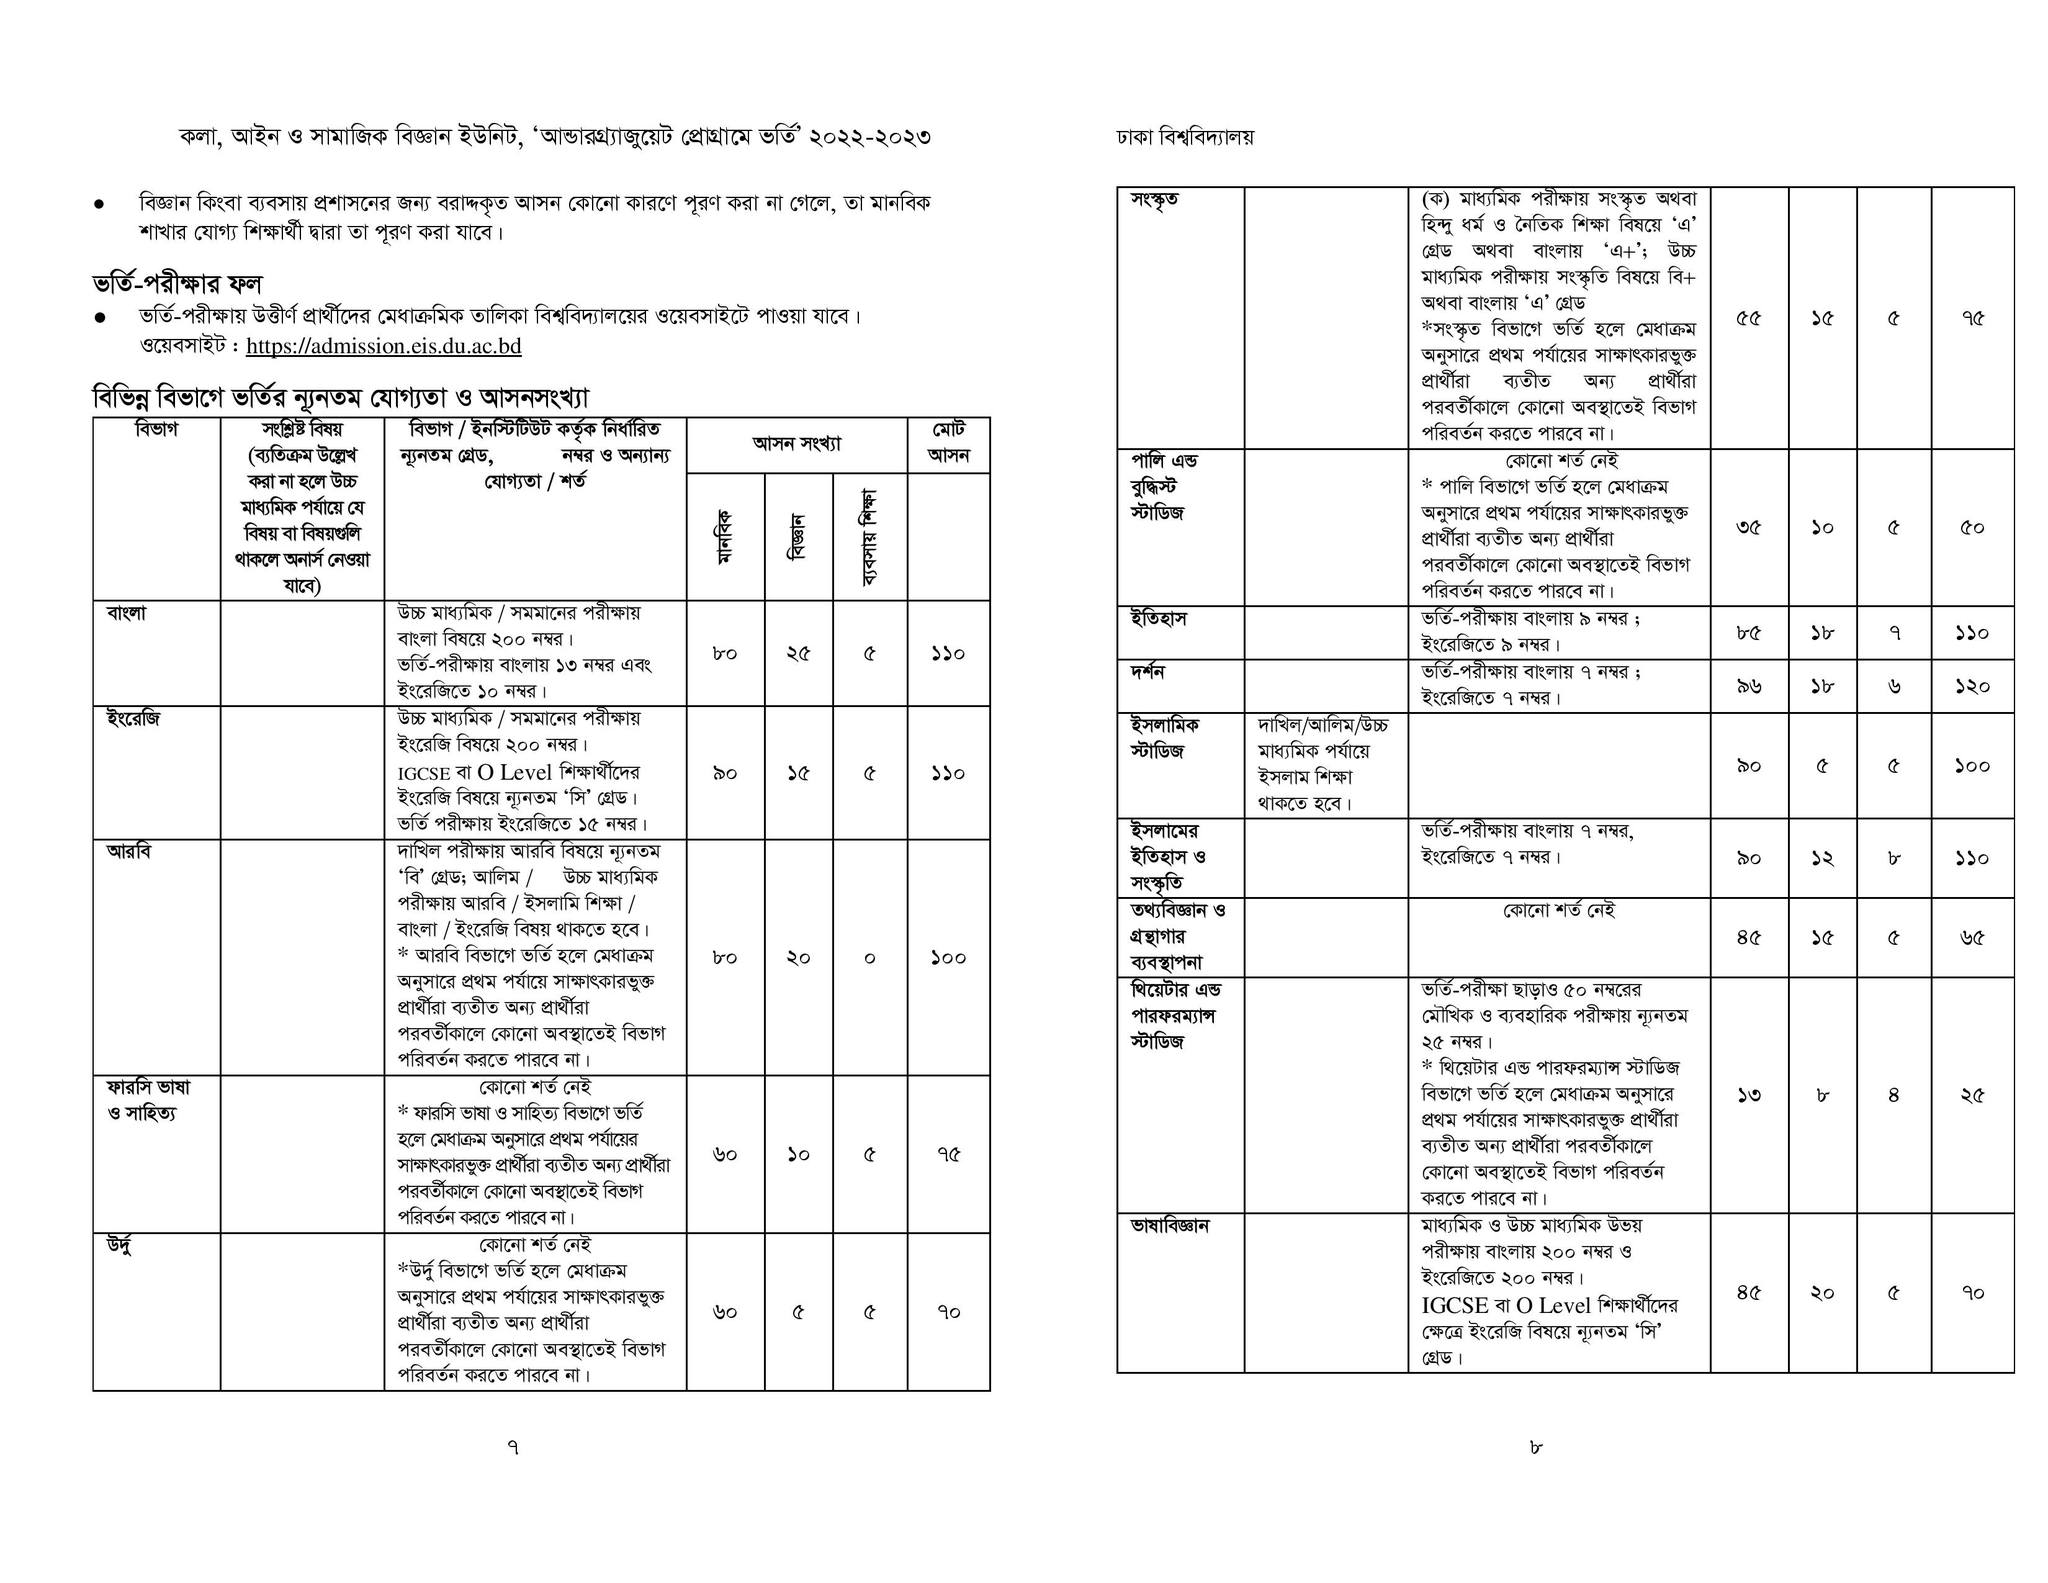 কলা, আইন ও সামাজিক বিজ্ঞান ইউনিট, ‘আন্ডারগ্র্যাজুয়েট প্রোগ্রামে ভর্তি’ ২০২২-২০২৩
● বিজ্ঞান কিংবা ব্যবসায় প্রশাসনের জন্য বরাদ্দকৃত আসন কোনো কারণে পূরণ করা না গেলে, তা মানবিক
শাখার যোগ্য শিক্ষার্থী দ্বারা তা পূরণ করা যাবে।
ভর্তি-পরীক্ষার ফল
● ভর্তি-পরীক্ষায় উত্তীর্ণ প্রার্থীদের মেধাক্রমিক তালিকা বিশ্ববিদ্যালয়ের ওয়েবসাইটে পাওয়া যাবে।
ওয়েবসাইট : https://admission.eis.du.ac.bd
বিভিন্ন বিভাগে ভর্তির ন্যূনতম যোগ্যতা ও আসনসংখ্যা
বিভাগ
সংশ্লিষ্ট বিষয়
(ব্যতিক্রম উল্লেখ
করা না হলে উচ্চ
মাধ্যমিক পর্যায়ে যে
বিষয় বা বিষয়গুলি
থাকলে অনার্স নেওয়া
যাবে)
বিভাগ / ইনস্টিটিউট কর্তৃক নির্ধারিত
ন্যূনতম গ্রেড, নম্বর ও অন্যান্য
যোগ্যতা / শর্ত
আসন সংখ্যা
মোট
আসন
মানবিক
বিজ্ঞান
ব্যবসায় শিক্ষা
বাংলা
উচ্চ মাধ্যমিক / সমমানের পরীক্ষায়
বাংলা বিষয়ে ২০০ নম্বর।
ভর্তি-পরীক্ষায় বাংলায় ১৩ নম্বর এবং
ইংরেজিতে ১০ নম্বর।
৮০ ২৫ ৫ ১১০
ইংরেজি
উচ্চ মাধ্যমিক / সমমানের পরীক্ষায়
ইংরেজি বিষয়ে ২০০ নম্বর।
IGCSE বা O Level শিক্ষার্থীদের
ইংরেজি বিষয়ে ন্যূনতম ‘সি’ গ্রেড।
ভর্তি পরীক্ষায় ইংরেজিতে ১৫ নম্বর।
৯০ ১৫ ৫ ১১০
আরবি
দাখিল পরীক্ষায় আরবি বিষয়ে ন্যূনতম
‘বি’ গ্রেড; আলিম / উচ্চ মাধ্যমিক
পরীক্ষায় আরবি / ইসলামি শিক্ষা /
বাংলা / ইংরেজি বিষয় থাকতে হবে।
* আরবি বিভাগে ভর্তি হলে মেধাক্রম
অনুসারে প্রথম পর্যায়ে সাক্ষাৎকারভুক্ত
প্রার্থীরা ব্যতীত অন্য প্রার্থীরা
পরবর্তীকালে কোনো অবস্থাতেই বিভাগ
পরিবর্তন করতে পারবে না।
৮০ ২০ ০ ১০০
ফারসি ভাষা
ও সাহিত্য
কোনো শর্ত নেই
* ফারসি ভাষা ও সাহিত্য বিভাগে ভর্তি
হলে মেধাক্রম অনুসারে প্রথম পর্যায়ের
সাক্ষাৎকারভুক্ত প্রার্থীরা ব্যতীত অন্য প্রার্থীরা
পরবর্তীকালে কোনো অবস্থাতেই বিভাগ
পরিবর্তন করতে পারবে না।
৬০ ১০ ৫ ৭৫
উর্দু
কোনো শর্ত নেই
*উর্দু বিভাগে ভর্তি হলে মেধাক্রম
অনুসারে প্রথম পর্যায়ের সাক্ষাৎকারভুক্ত
প্রার্থীরা ব্যতীত অন্য প্রার্থীরা
পরবর্তীকালে কোনো অবস্থাতেই বিভাগ
পরিবর্তন করতে পারবে না।
৬০ ৫ ৫ ৭০
৭
ঢাকা বিশ্ববিদ্যালয়
সংস্কৃত
(ক) মাধ্যমিক পরীক্ষায় সংস্কৃত অথবা
হিন্দু ধর্ম ও নৈতিক শিক্ষা বিষয়ে ‘এ’
গ্রেড অথবা বাংলায় ‘এ+’; উচ্চ
মাধ্যমিক পরীক্ষায় সংস্কৃতি বিষয়ে বি+
অথবা বাংলায় ‘এ’ গ্রেড
*সংস্কৃত বিভাগে ভর্তি হলে মেধাক্রম
অনুসারে প্রথম পর্যায়ের সাক্ষাৎকারভুক্ত
প্রার্থীরা ব্যতীত অন্য প্রার্থীরা
পরবর্তীকালে কোনো অবস্থাতেই বিভাগ
পরিবর্তন করতে পারবে না।
৫৫ ১৫ ৫ ৭৫
পালি এন্ড
বুদ্ধিস্ট
স্টাডিজ
কোনো শর্ত নেই
* পালি বিভাগে ভর্তি হলে মেধাক্রম
অনুসারে প্রথম পর্যায়ের সাক্ষাৎকারভুক্ত
প্রার্থীরা ব্যতীত অন্য প্রার্থীরা
পরবর্তীকালে কোনো অবস্থাতেই বিভাগ
পরিবর্তন করতে পারবে না।
৩৫ ১০ ৫ ৫০
ইতিহাস
ভর্তি-পরীক্ষায় বাংলায় ৯ নম্বর ;
ইংরেজিতে ৯ নম্বর।
৮৫ ১৮ ৭ ১১০
দর্শন
ভর্তি-পরীক্ষায় বাংলায় ৭ নম্বর ;
ইংরেজিতে ৭ নম্বর।
৯৬ ১৮ ৬ ১২০
ইসলামিক
স্টাডিজ
দাখিল/আলিম/উচ্চ
মাধ্যমিক পর্যায়ে
ইসলাম শিক্ষা
থাকতে হবে।
৯০ ৫ ৫ ১০০
ইসলামের
ইতিহাস ও
সংস্কৃতি
ভর্তি-পরীক্ষায় বাংলায় ৭ নম্বর,
ইংরেজিতে ৭ নম্বর।
৯০ ১২ ৮ ১১০
তথ্যবিজ্ঞান ও
গ্রন্থাগার
ব্যবস্থাপনা
কোনো শর্ত নেই
৪৫ ১৫ ৫ ৬৫
থিয়েটার এন্ড
পারফরম্যান্স
স্টাডিজ
ভর্তি-পরীক্ষা ছাড়াও ৫০ নম্বরের
মৌখিক ও ব্যবহারিক পরীক্ষায় ন্যূনতম
২৫ নম্বর।
* থিয়েটার এন্ড পারফরম্যান্স স্টাডিজ
বিভাগে ভর্তি হলে মেধাক্রম অনুসারে
প্রথম পর্যায়ের সাক্ষাৎকারভুক্ত প্রার্থীরা
ব্যতীত অন্য প্রার্থীরা পরবর্তীকালে
কোনো অবস্থাতেই বিভাগ পরিবর্তন
করতে পারবে না।
১৩ ৮ ৪ ২৫
ভাষাবিজ্ঞান
মাধ্যমিক ও উচ্চ মাধ্যমিক উভয়
পরীক্ষায় বাংলায় ২০০ নম্বর ও
ইংরেজিতে ২০০ নম্বর।
IGCSE বা O Level শিক্ষার্থীদের
ক্ষেত্রে ইংরেজি বিষয়ে ন্যূনতম ‘সি’
গ্রেড।
৪৫ ২০ ৫ ৭০
৮